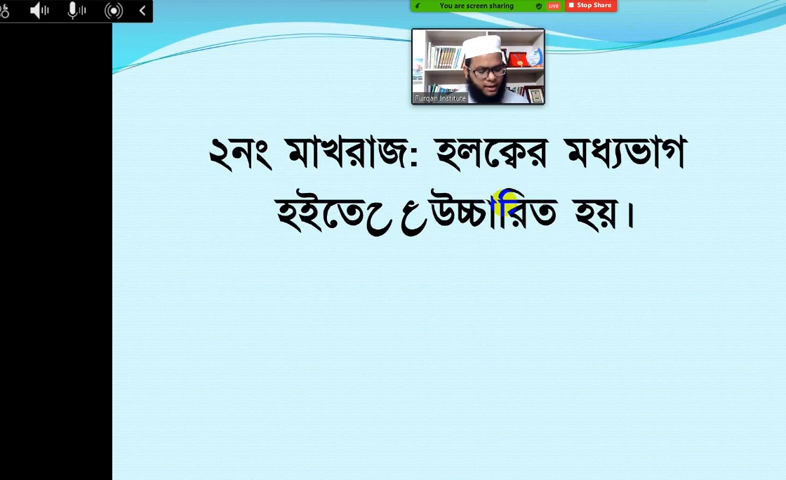 You are screen sharing LIVE Stop Share
Furqan Institute
২নং মাখরাজ: হলক্বের মধ্যভাগ
হইতে ع ح উচ্চারিত হয়।